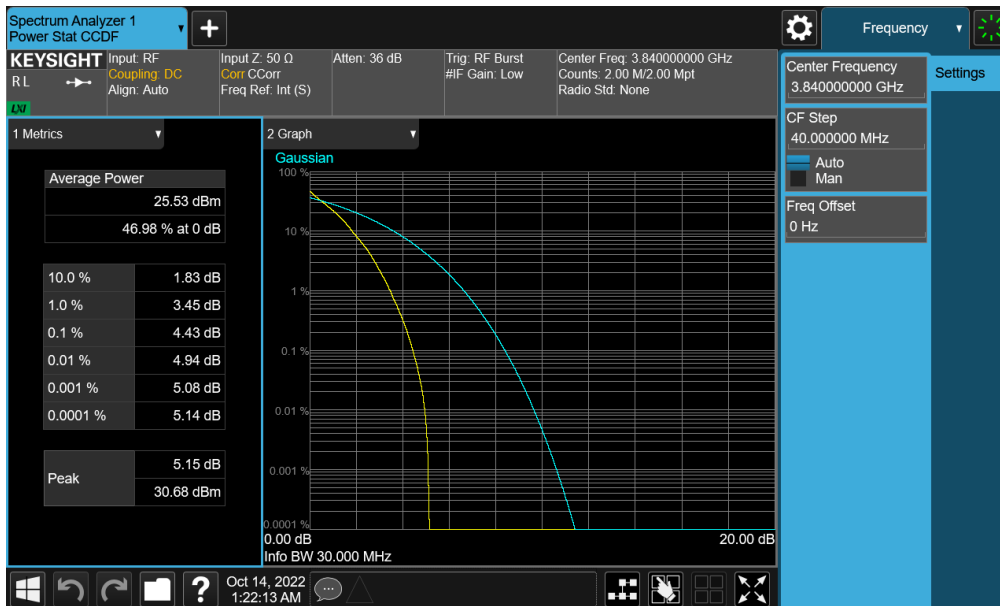 Spectrum Analyzer 1
Power Stat CCDF
+
Frequency
KEYSIGHT
RL
LXI
Input: RF
Coupling: DC
Align: Auto
Input Z: 50 Ω
Corr CCorr
Freq Ref: Int (S)
Atten: 36 dB
Trig: RF Burst
#IF Gain: Low
Center Freq: 3.840000000 GHz
Counts: 2.00 M/2.00 Mpt
Radio Std: None
Center Frequency
3.840000000 GHz
Settings
CF Step
40.000000 MHz
Auto
Man
Freq Offset
0 Hz
1 Metrics
Average Power
25.53 dBm
46.98 % at 0 dB
10.0 % 1.83 dB
1.0 % 3.45 dB
0.1 % 4.43 dB
0.01 % 4.94 dB
0.001 % 5.08 dB
0.0001 % 5.14 dB
Peak
5.15 dB
30.68 dBm
2 Graph
Gaussian
100 %
10 %
1 %
0.1 %
0.01 %
0.001 %
0.0001 %
0.00 dB 20.00 dB
Info BW 30.000 MHz
?
Oct 14, 2022
1:22:13 AM